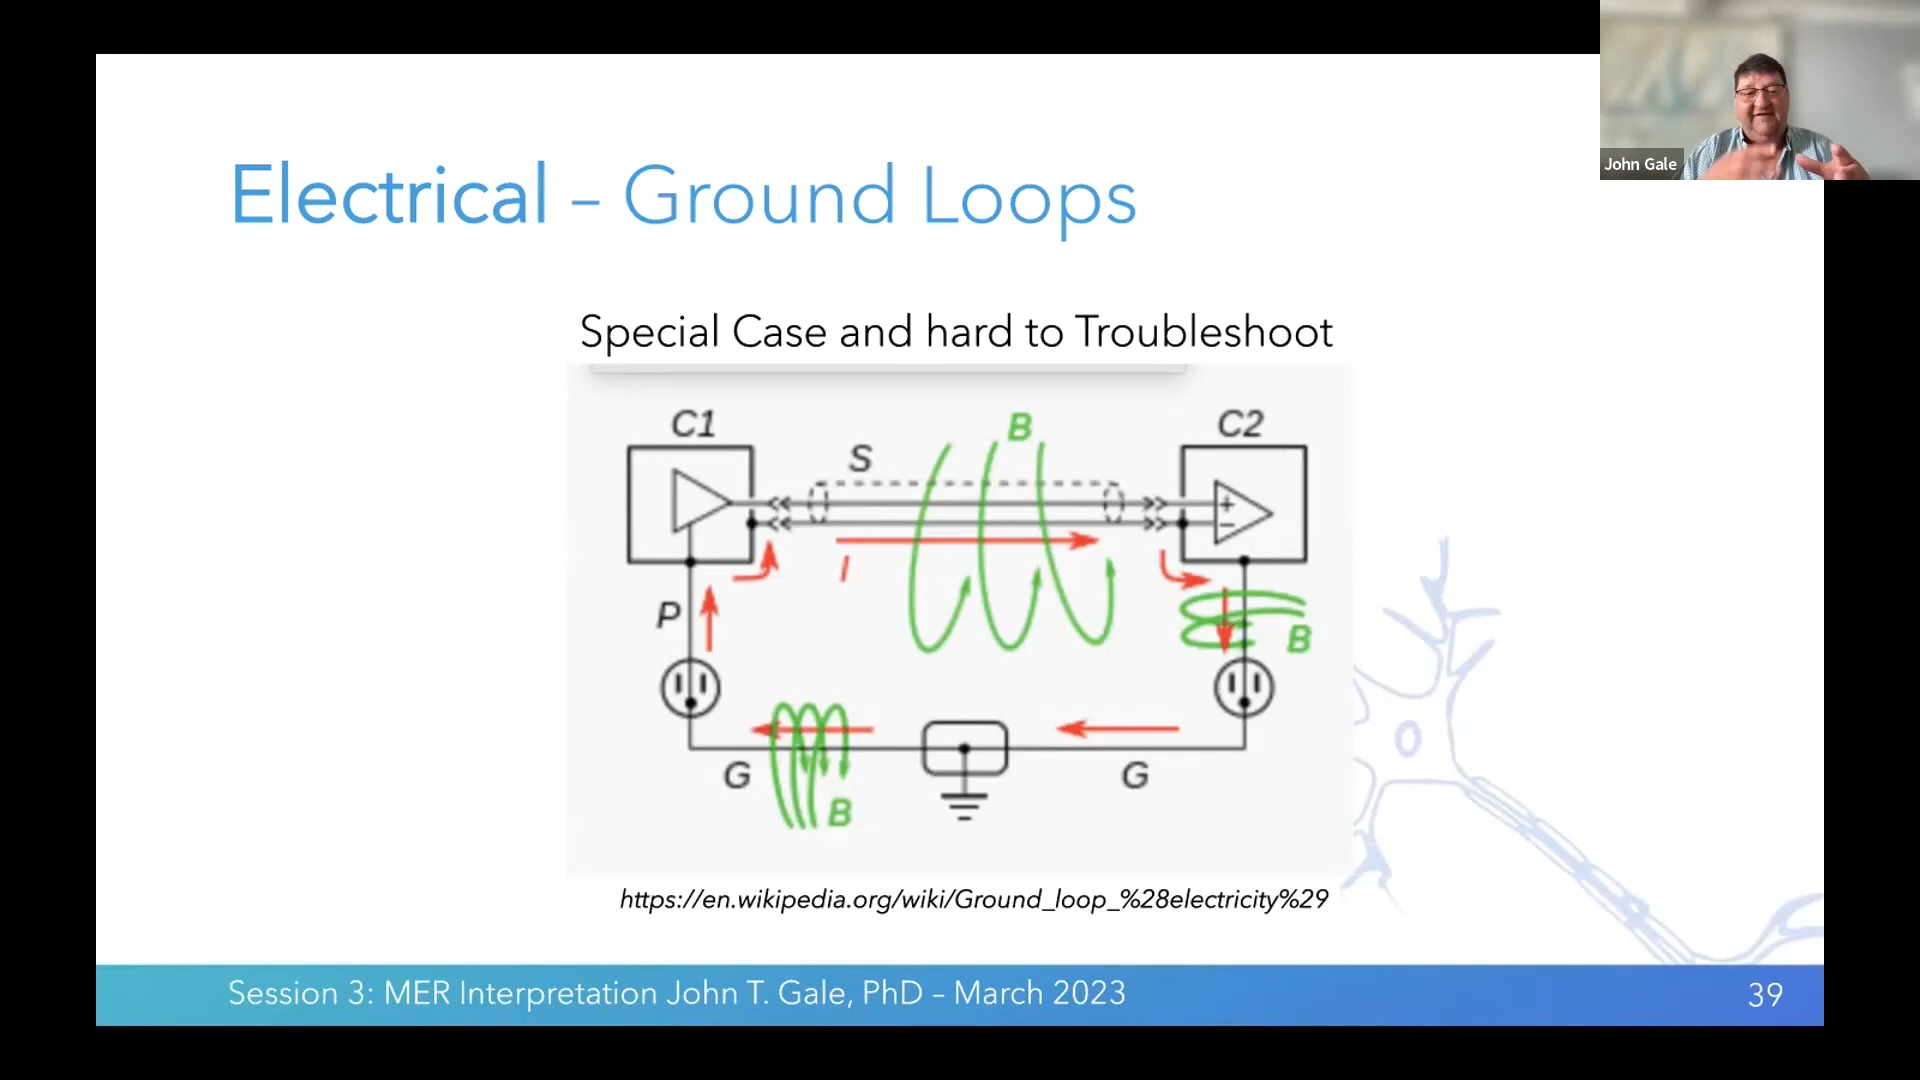 John Gale
Electrical – Ground Loops
Special Case and hard to Troubleshoot
C1
S
B
C2
I
P
B
G
B
G
https://en.wikipedia.org/wiki/Ground_loop_%28electricity%29
Session 3: MER Interpretation John T. Gale, PhD – March 2023
39